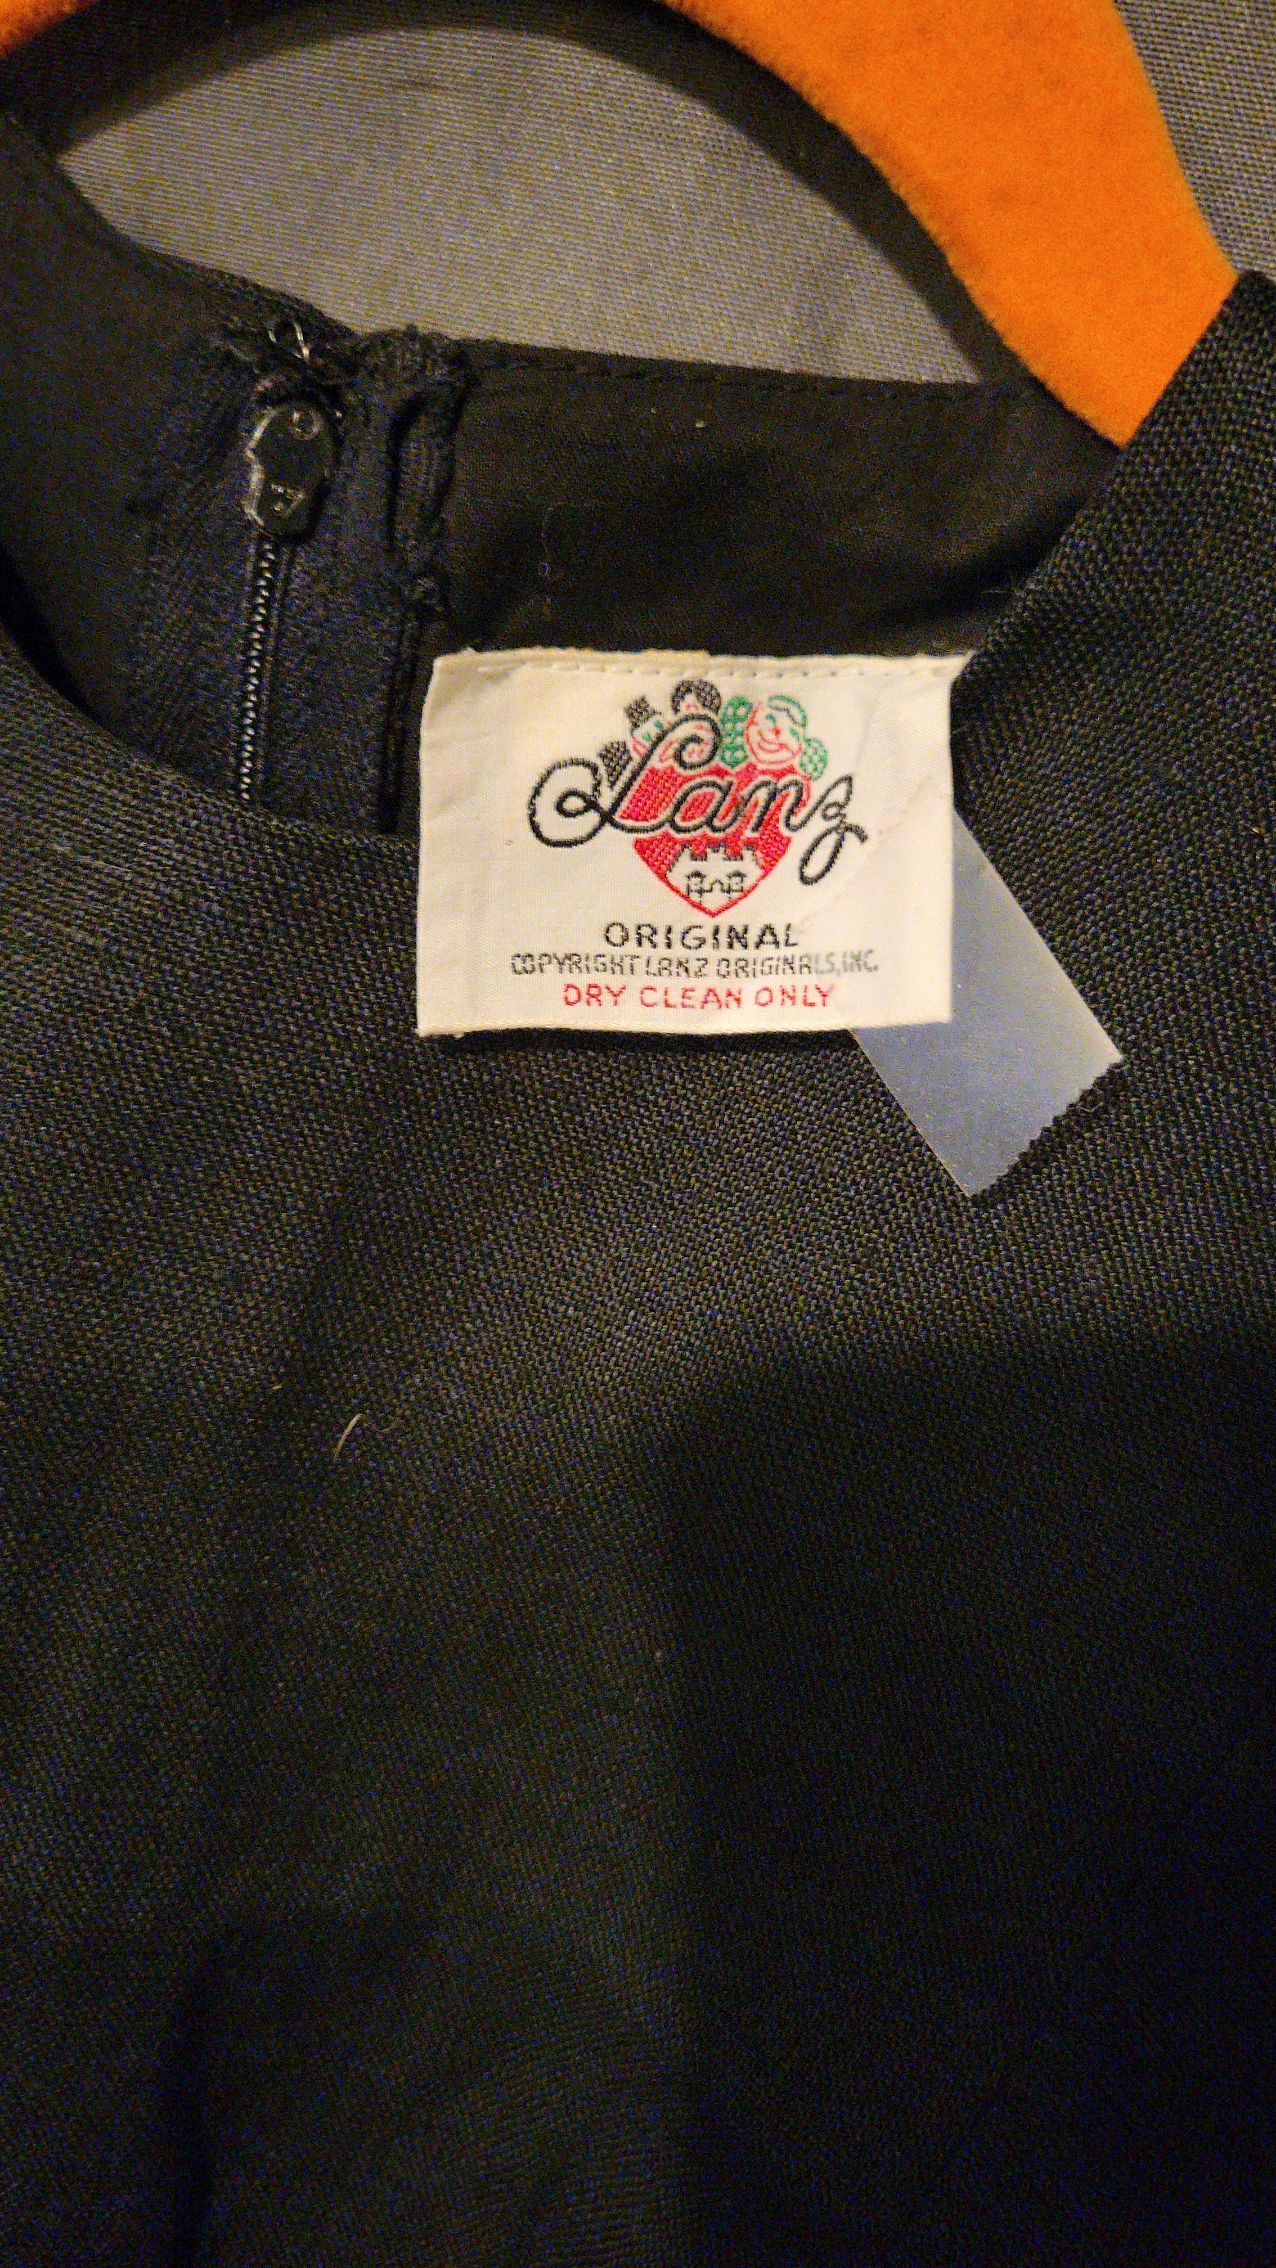 Lanz
ORIGINAL
COPYRIGHT LANZ ORIGINALS, INC.
DRY CLEAN ONLY